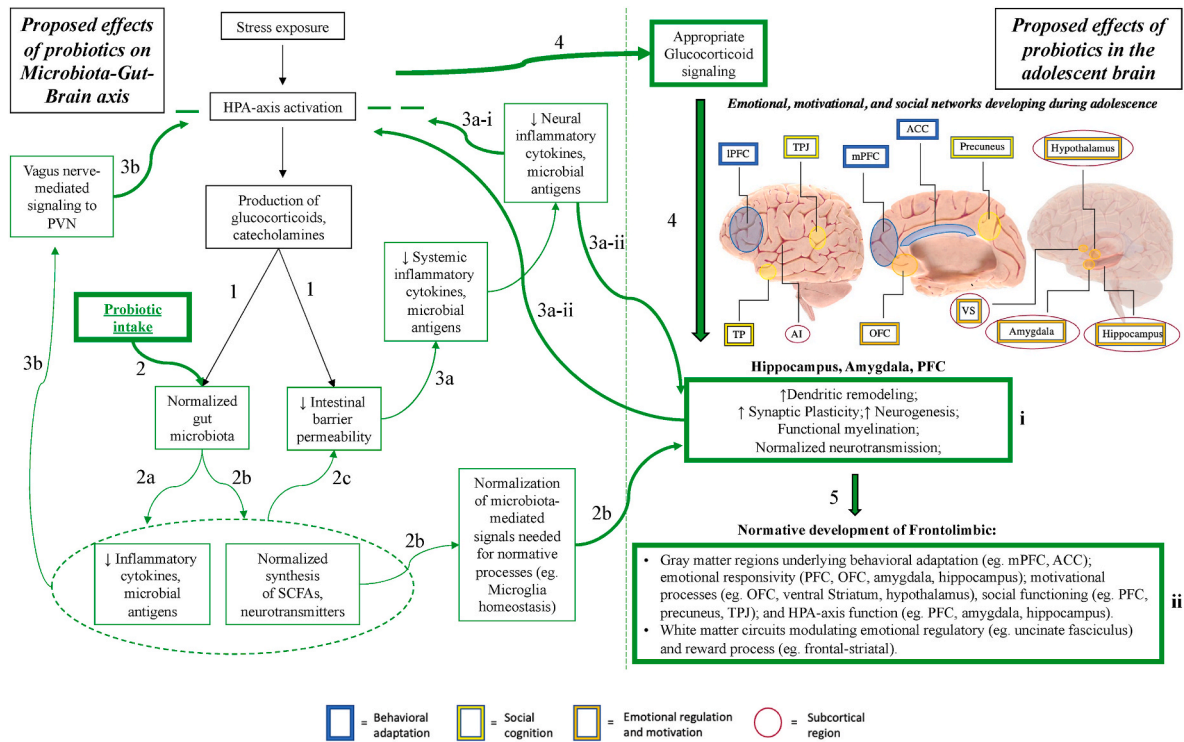 Proposed effects
of probiotics on
Microbiota-Gut-
Brain axis
Stress exposure
HPA-axis activation
4
Appropriate
Glucocorticoid
signaling
Proposed effects of
probiotics in the
adolescent brain
Emotional, motivational, and social networks developing during adolescence
3b
Vagus nerve-
mediated
signaling to
PVN
Production of
glucocorticoids,
catecholamines
3a-i
↓ Neural
inflammatory
cytokines,
microbial
antigens
lPFC
TPJ
mPFC
ACC
Precuneus
Hypothalamus
4
3a-ii
↓ Systemic
inflammatory
cytokines,
microbial
antigens
1
1
3a-ii
Probiotic
intake
2
3b
3a
TP
AI
OFC
VS
Amygdala
Hippocampus
Normalized
gut
microbiota
↓ Intestinal
barrier
permeability
Hippocampus, Amygdala, PFC
↑Dendritic remodeling;
↑ Synaptic Plasticity;↑ Neurogenesis;
Functional myelination;
Normalized neurotransmission;
i
2a
2b
2c
Normalization
of microbiota-
mediated
signals needed
for normative
processes (eg.
Microglia
homeostasis)
2b
2b
5
↓ Inflammatory
cytokines,
microbial
antigens
Normalized
synthesis
of SCFAs,
neurotransmitters
Normative development of Frontolimbic:
• Gray matter regions underlying behavioral adaptation (eg. mPFC, ACC);
emotional responsivity (PFC, OFC, amygdala, hippocampus); motivational
processes (eg. OFC, ventral Striatum, hypothalamus), social functioning (eg. PFC,
precuneus, TPJ); and HPA-axis function (eg. PFC, amygdala, hippocampus).
• White matter circuits modulating emotional regulatory (eg. uncinate fasciculus)
and reward process (eg. frontal-striatal).
ii
= Behavioral
adaptation
= Social
cognition
= Emotional regulation
and motivation
= Subcortical
region